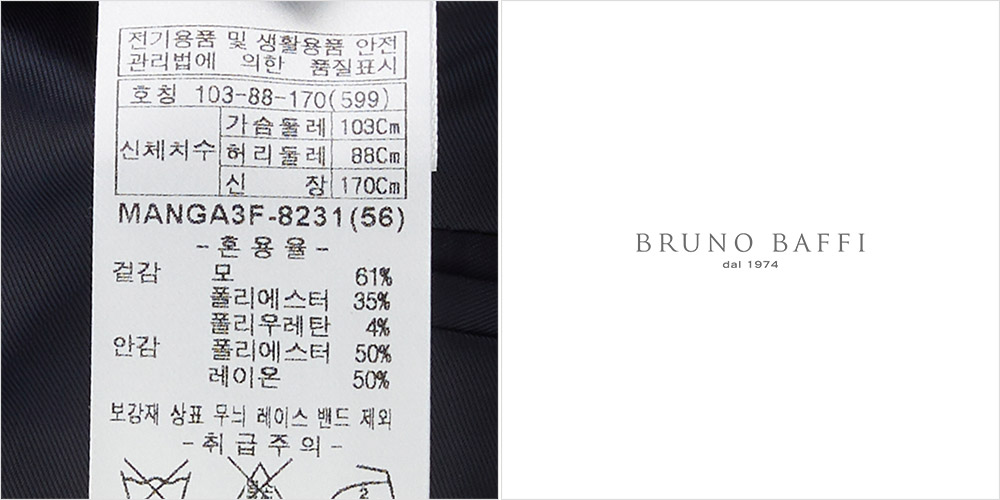 전기용품 및 생활용품 안전
관리법에 의한 품질표시
호칭 103-88-170(599)
신체치수
가슴둘레 103Cm
허리둘레 88Cm
신 장 170Cm
MANGA3F-8231(56)
-혼용율-
겉감 모 61%
폴리에스터 35%
폴리우레탄 4%
안감 폴리에스터 50%
레이온 50%
보강재 상표 무늬 레이스 밴드 제외
-취급주의-
2
BRUNO BAFFI
dal 1974